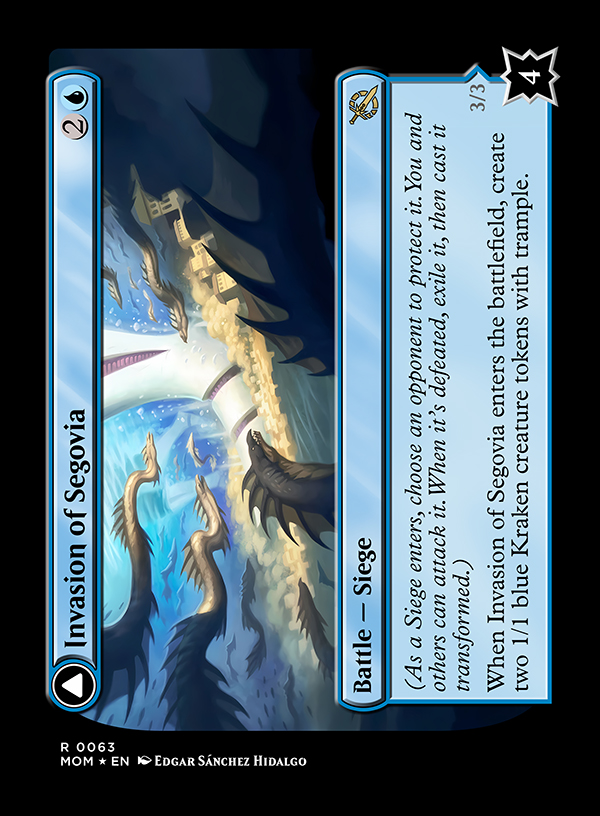 Invasion of Segovia 2
Battle — Siege
(As a Siege enters, choose an opponent to protect it. You and
others can attack it. When it's defeated, exile it, then cast it
transformed.)
When Invasion of Segovia enters the battlefield, create
two 1/1 blue Kraken creature tokens with trample.
3/3
4
R 0063
MOM ★ EN Edgar Sánchez Hidalgo